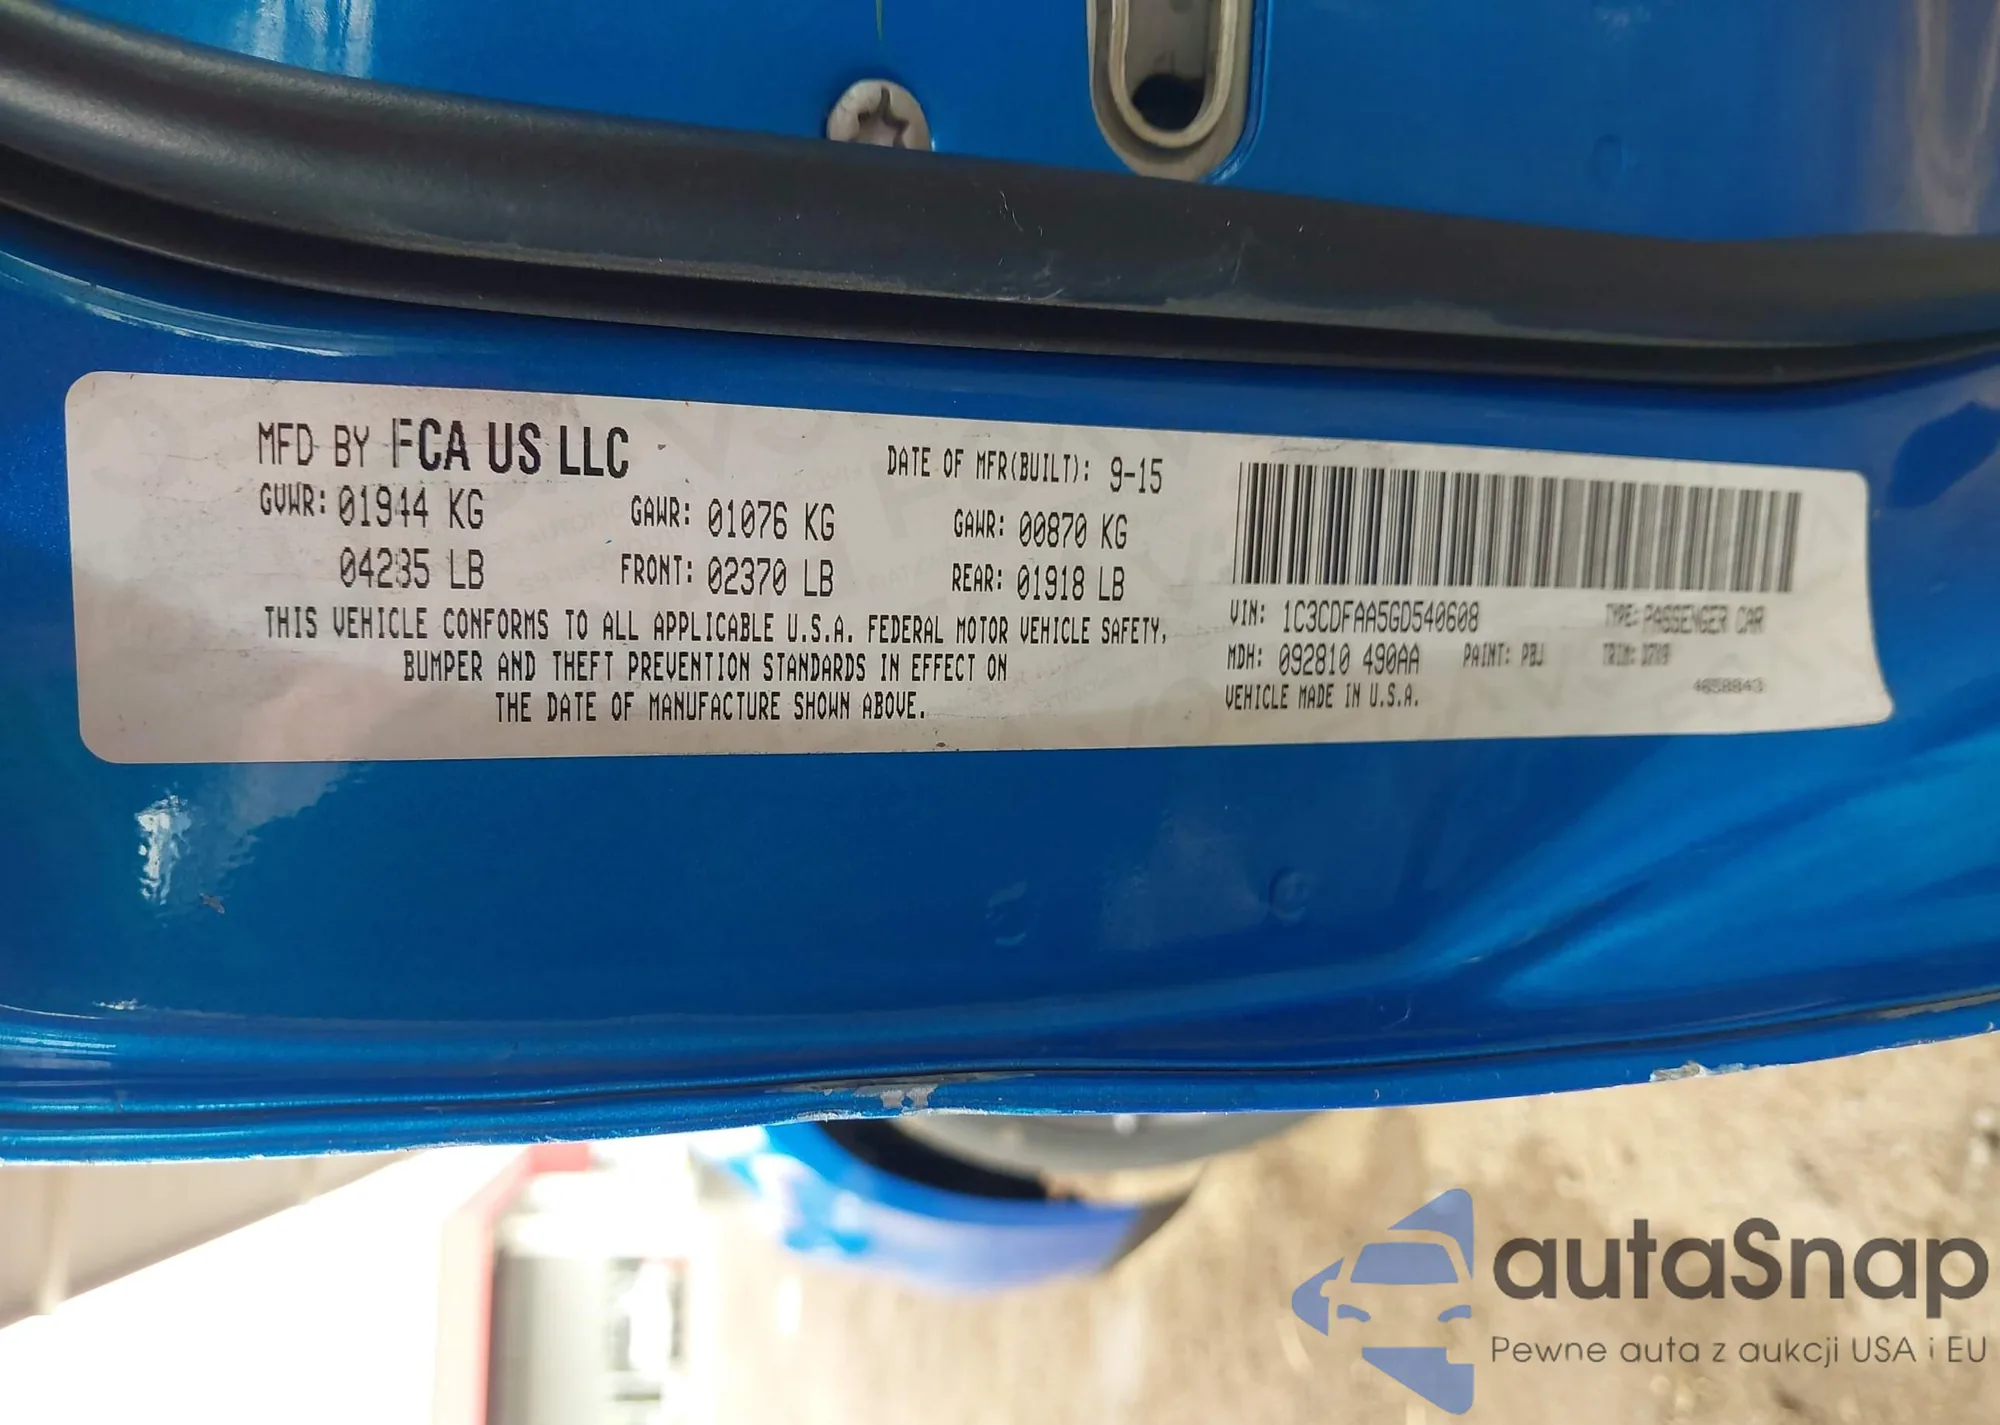 MFD BY FCA US LLC
DATE OF MFR(BUILT): 9-15
GVWR: 01944 KG GAWR: 01076 KG GAWR: 00870 KG
04285 LB FRONT: 02370 LB REAR: 01918 LB
THIS VEHICLE CONFORMS TO ALL APPLICABLE U.S.A. FEDERAL MOTOR VEHICLE SAFETY,
BUMPER AND THEFT PREVENTION STANDARDS IN EFFECT ON
THE DATE OF MANUFACTURE SHOWN ABOVE.
VIN: 1C3CDFAA5GD540608 TYPE: PASSENGER CAR
MDH: 092810 490AA PAINT: PBJ TRIM: D7V9
VEHICLE MADE IN U.S.A.
4658843
autaSnap
Pewne auta z aukcji USA i EU